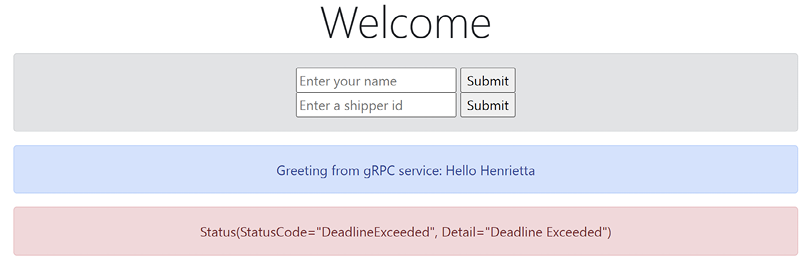 Welcome
Enter your name Submit
Enter a shipper id Submit
Greeting from gRPC service: Hello Henrietta
Status(StatusCode="DeadlineExceeded", Detail="Deadline Exceeded")